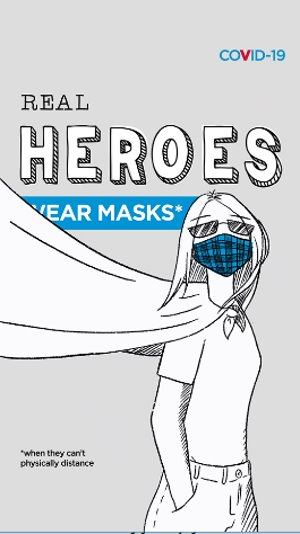 COVID-19
REAL
HEROES
WEAR MASKS*
*when they can't
physically distance